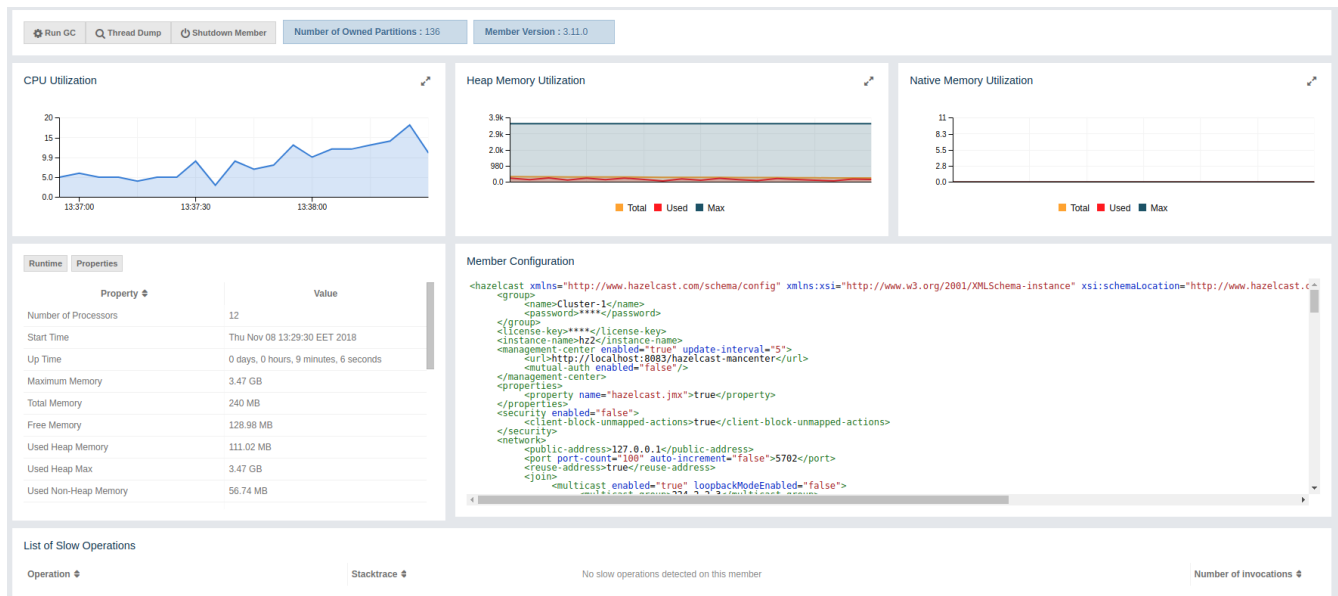 Run GC Thread Dump Shutdown Member Number of Owned Partitions : 136 Member Version : 3.11.0
CPU Utilization
20
15
9.9
5.0
0.0
13:37:00 13:37:30 13:38:00
Heap Memory Utilization
3.9k
2.9k
2.0k
980
0.0
Total Used Max
Native Memory Utilization
11
8.3
5.5
2.8
0.0
Total Used Max
Runtime Properties
Property Value
Number of Processors 12
Start Time Thu Nov 08 13:29:30 EET 2018
Up Time 0 days, 0 hours, 9 minutes, 6 seconds
Maximum Memory 3.47 GB
Total Memory 240 MB
Free Memory 128.98 MB
Used Heap Memory 111.02 MB
Used Heap Max 3.47 GB
Used Non-Heap Memory 56.74 MB
Member Configuration
<hazelcast xmlns="http://www.hazelcast.com/schema/config" xmlns:xsi="http://www.w3.org/2001/XMLSchema-instance" xsi:schemaLocation="http://www.hazelcast.c
<group>
<name>Cluster-1</name>
<password>****</password>
</group>
<license-key>****</license-key>
<instance-name>hz2</instance-name>
<management-center enabled="true" update-interval="5">
<url>http://localhost:8083/hazelcast-mancenter</url>
<mutual-auth enabled="false"/>
</management-center>
<properties>
<property name="hazelcast.jmx">true</property>
</properties>
<security enabled="false">
<client-block-unmapped-actions>true</client-block-unmapped-actions>
</security>
<network>
<public-address>127.0.0.1</public-address>
<port port-count="100" auto-increment="false">5702</port>
<reuse-address>true</reuse-address>
<join>
<multicast enabled="true" loopbackModeEnabled="false">
<multicast-group>224.2.2.3</multicast-group>
List of Slow Operations
Operation Stacktrace No slow operations detected on this member Number of invocations